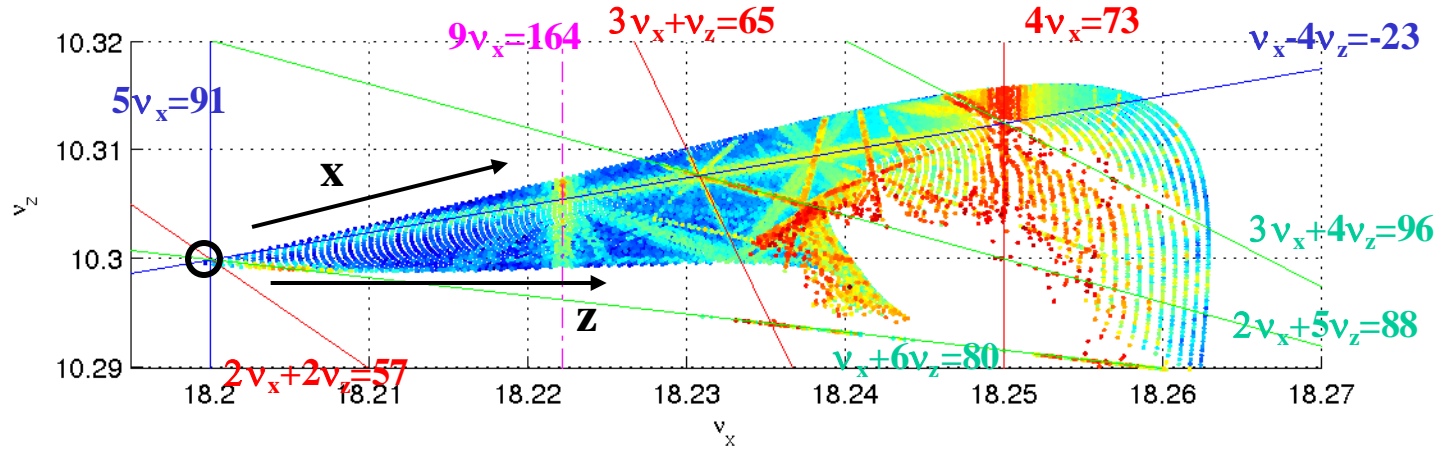 9νx=164
3νx+νz=65
4νx=73
νx-4νz=-23
5νx=91
x
z
3νx+4νz=96
2νx+5νz=88
νx+6νz=80
2νx+2νz=57
10.32
10.31
10.3
10.29
νz
18.2
18.21
18.22
18.23
18.24
18.25
18.26
18.27
νx